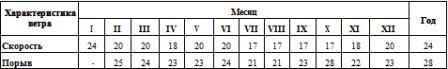 Характеристика ветра Месяц Год
I II III IV V VI VII VIII IX X XI XII
Скорость 24 20 20 18 20 20 17 17 17 17 18 20 24
Порыв - 25 24 23 23 24 21 21 23 28 22 23 28